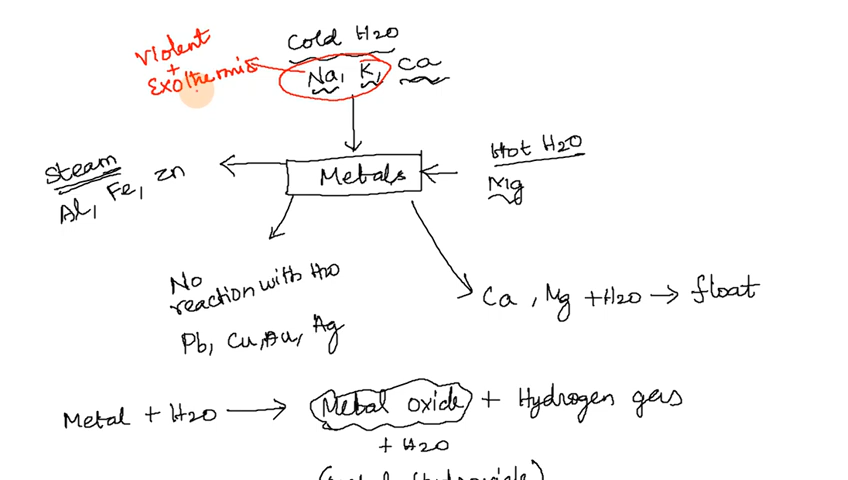 Violent
+
Exothermic
Cold H2O
Na, K, Ca
Steam
Al, Fe, Zn
Metals
Hot H2O
Mg
No
reaction with H2O
Pb, Cu, Au, Ag
Ca, Mg + H2O → float
Metal + H2O → Metal oxide + Hydrogen gas
+ H2O